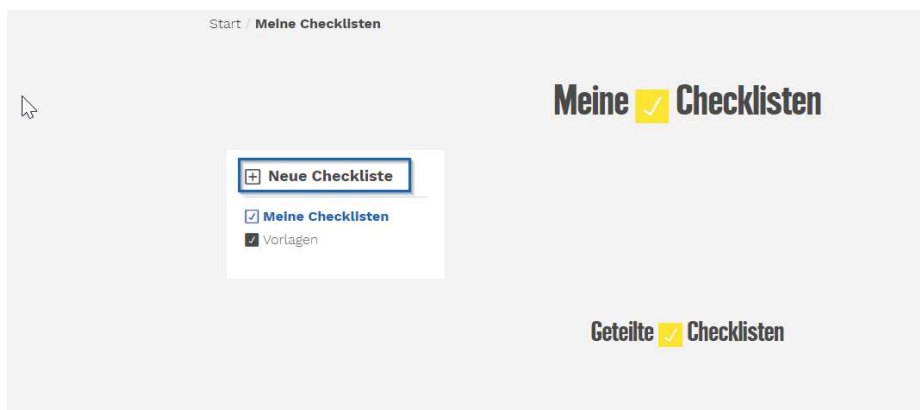 Start / Meine Checklisten
Meine Checklisten
Neue Checkliste
Meine Checklisten
Vorlagen
Geteilte Checklisten